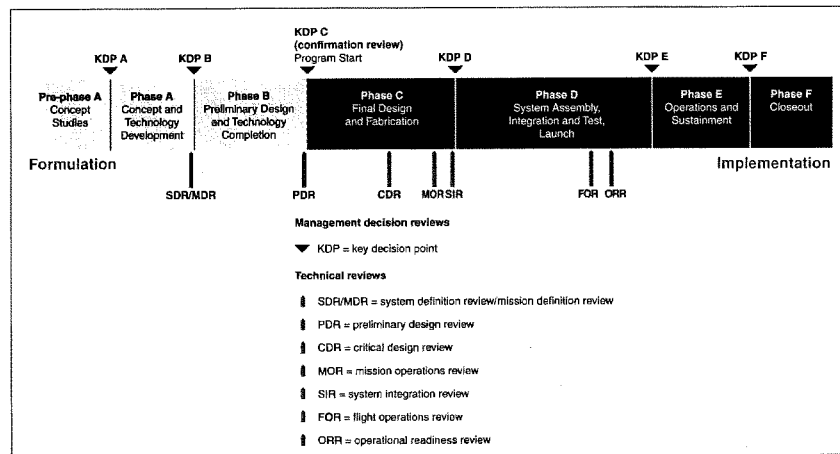 KDP C
(confirmation review)
KDP A
KDP B
Program Start
KDP D
KDP E
KDP F
Pre-phase A
Concept
Studies
Phase A
Concept and
Technology
Development
Phase B
Preliminary Design
and Technology
Completion
Phase C
Final Design
and Fabrication
Phase D
System Assembly,
Integration and Test,
Launch
Phase E
Operations and
Sustainment
Phase F
Closeout
Formulation
Implementation
SDR/MDR
PDR
CDR
MOR
SIR
FOR
ORR
Management decision reviews
KDP = key decision point
Technical reviews
SDR/MDR = system definition review/mission definition review
PDR = preliminary design review
CDR = critical design review
MOR = mission operations review
SIR = system integration review
FOR = flight operations review
ORR = operational readiness review